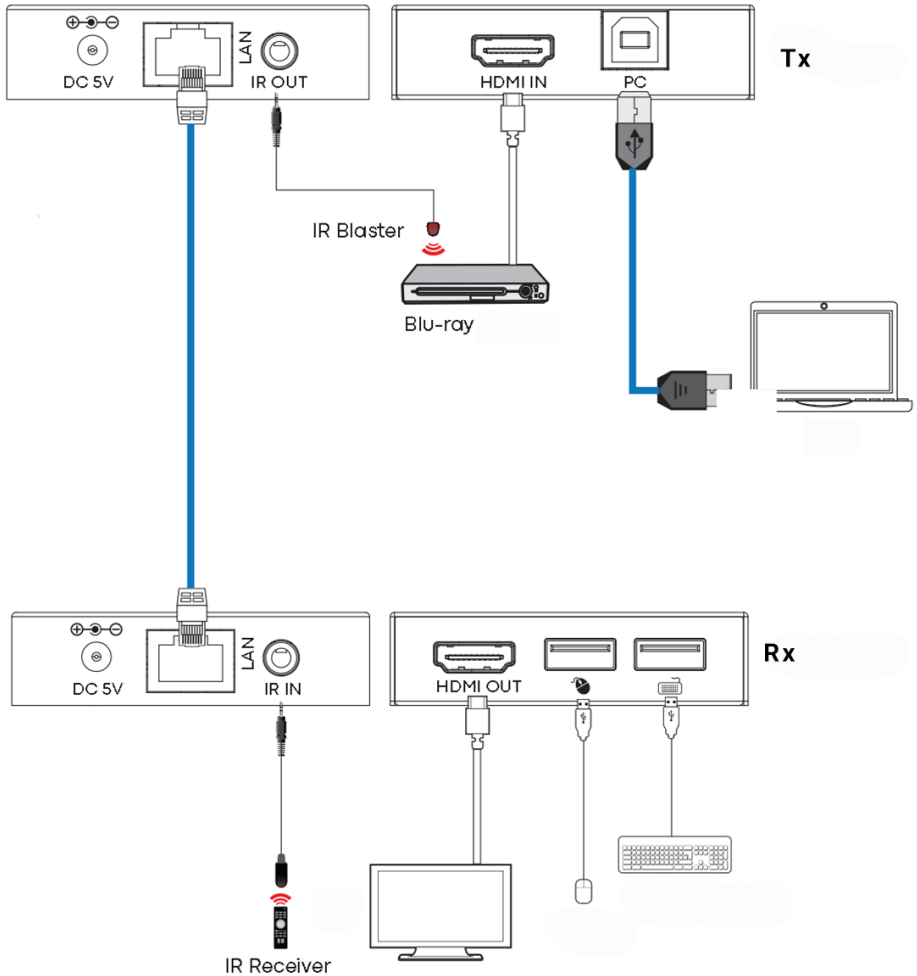 LAN
DC 5V
IR OUT
HDMI IN
PC
Tx
IR Blaster
Blu-ray
LAN
DC 5V
IR IN
HDMI OUT
Rx
IR Receiver